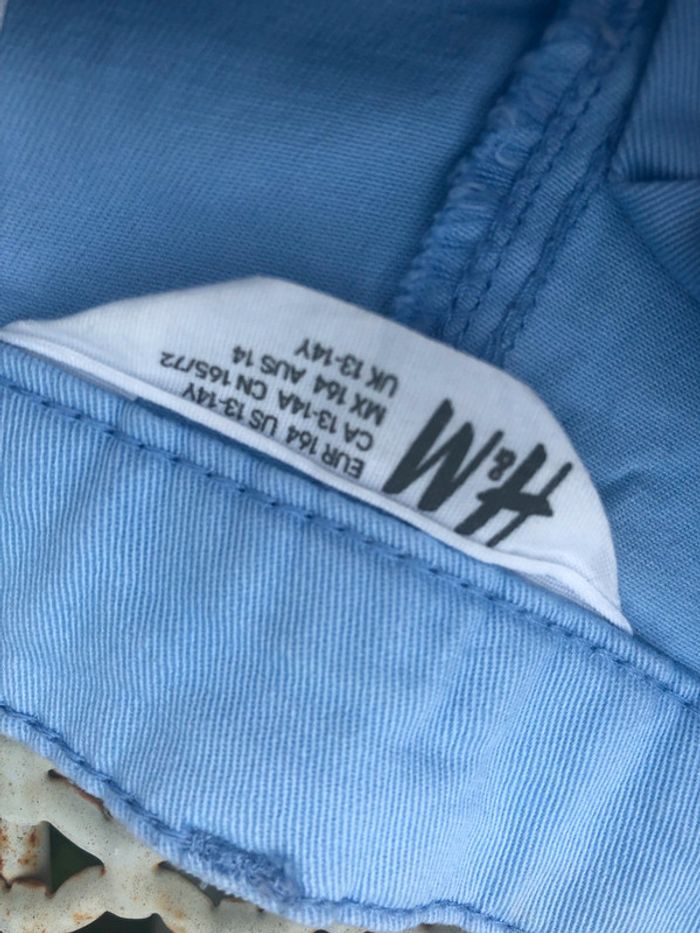 H&M
EUR 164 US 13-14Y
CA 13-14A CN 165/72
MX 164 AUS 14
UK 13-14Y